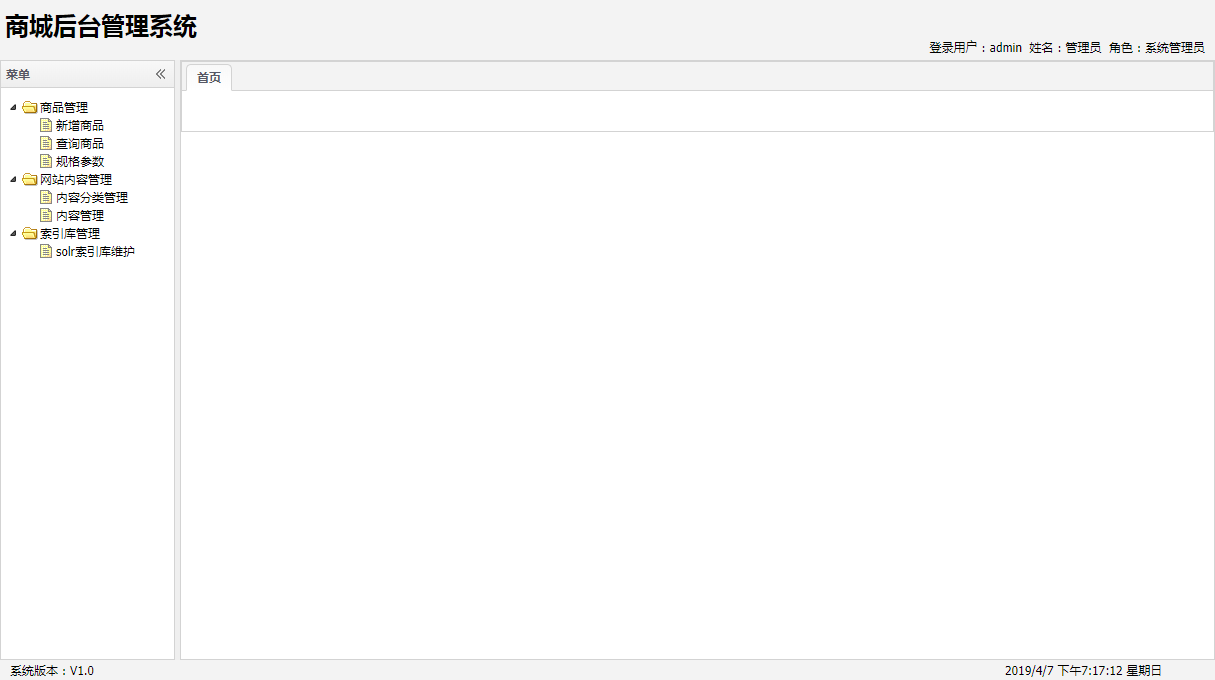 商城后台管理系统
登录用户：admin 姓名：管理员 角色：系统管理员
菜单
首页
商品管理
新增商品
查询商品
规格参数
网站内容管理
内容分类管理
内容管理
索引库管理
solr索引库维护
系统版本：V1.0
2019/4/7 下午7:17:12 星期日